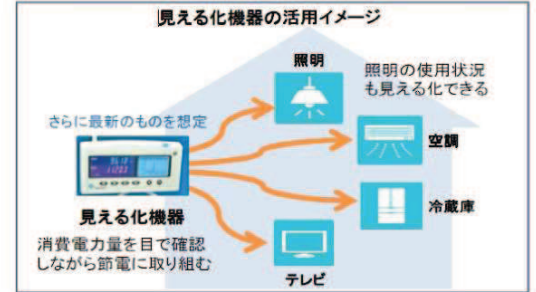 見える化機器の活用イメージ
照明
照明の使用状況
も見える化できる
さらに最新のものを想定
空調
見える化機器
冷蔵庫
消費電力量を目で確認
しながら節電に取り組む
テレビ